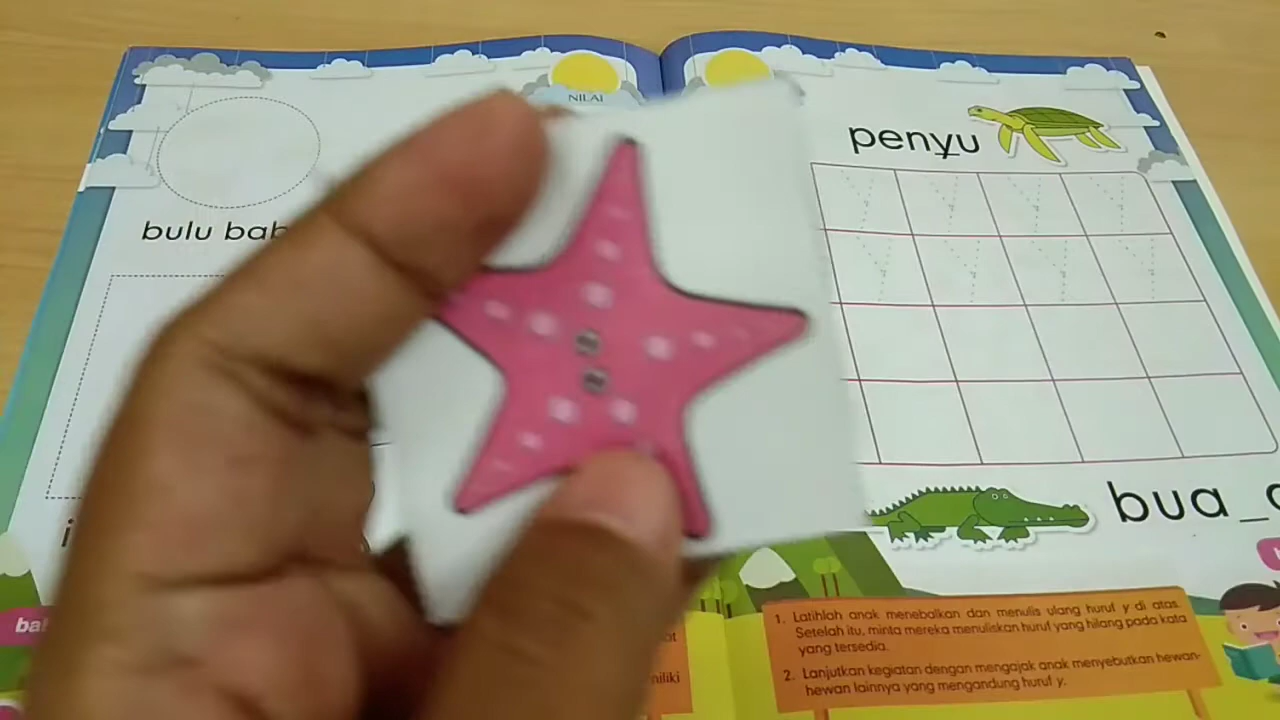 NILAI
bulu bab
penyu
y y y y
y y y y
bua_
1. Latihlah anak menebalkan dan menulis ulang huruf y di atas.
Setelah itu, minta mereka menuliskan huruf yang hilang pada kata
yang tersedia.
2. Lanjutkan kegiatan dengan mengajak anak menyebutkan hewan-
hewan lainnya yang mengandung huruf y.